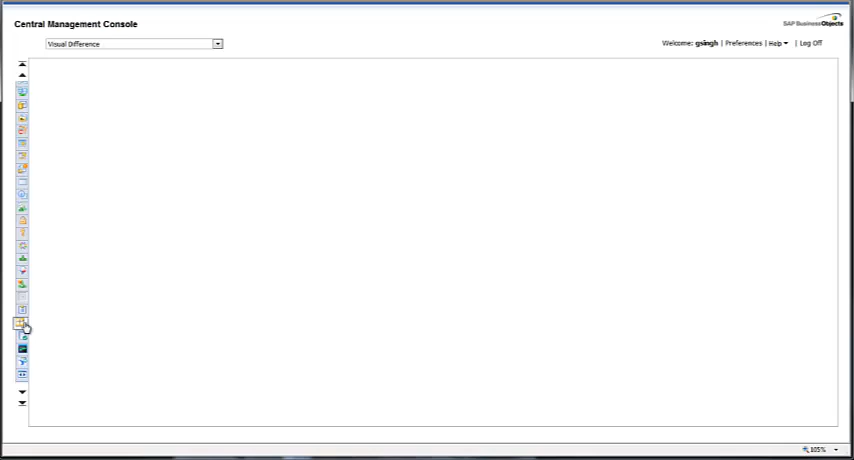 Central Management Console
SAP BusinessObjects
Visual Difference
Welcome: gsingh | Preferences | Help | Log Off
105%